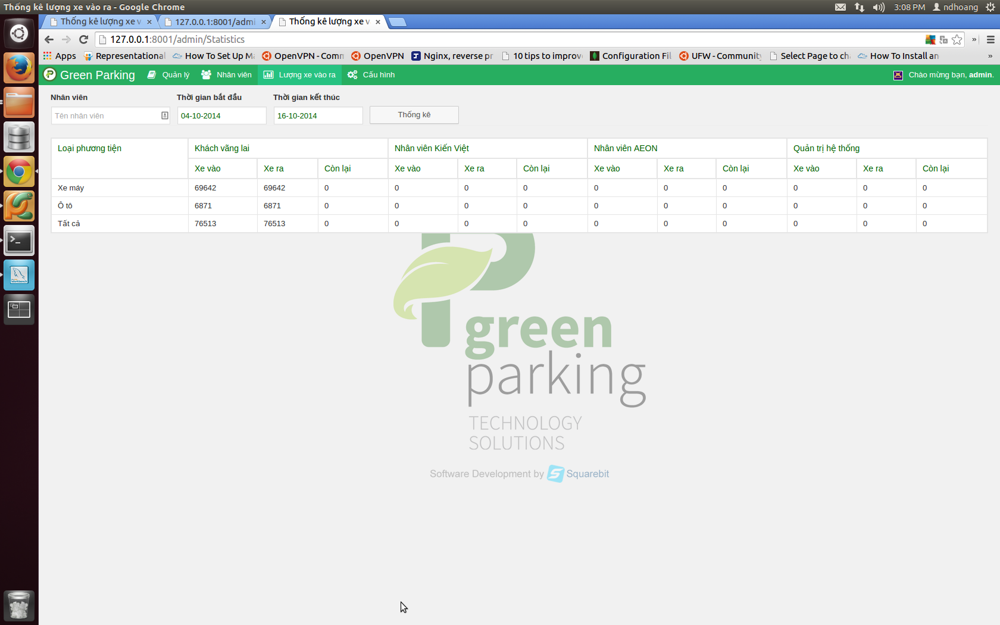 Thống kê lượng xe vào ra - Google Chrome
3:08 PM ndhoang
Thống kê lượng xe v
127.0.0.1:8001/admi
Thống kê lượng xe v
127.0.0.1:8001/admin/Statistics
Apps Representational How To Set Up OpenVPN - Comm OpenVPN Nginx, reverse pr 10 tips to improv Configuration Fil UFW - Community Select Page to ch How To Install an
Green Parking Quản lý Nhân viên Lượng xe vào ra Cấu hình Chào mừng bạn, admin.
Nhân viên Thời gian bắt đầu Thời gian kết thúc
Tên nhân viên 04-10-2014 16-10-2014 Thống kê
Loại phương tiện Khách vãng lai Nhân viên Kiến Việt Nhân viên AEON Quản trị hệ thống
Xe vào Xe ra Còn lại Xe vào Xe ra Còn lại Xe vào Xe ra Còn lại Xe vào Xe ra Còn lại
Xe máy 69642 69642 0 0 0 0 0 0 0 0 0 0
Ô tô 6871 6871 0 0 0 0 0 0 0 0 0 0
Tất cả 76513 76513 0 0 0 0 0 0 0 0 0 0
green
parking
TECHNOLOGY
SOLUTIONS
Software Development by Squarebit